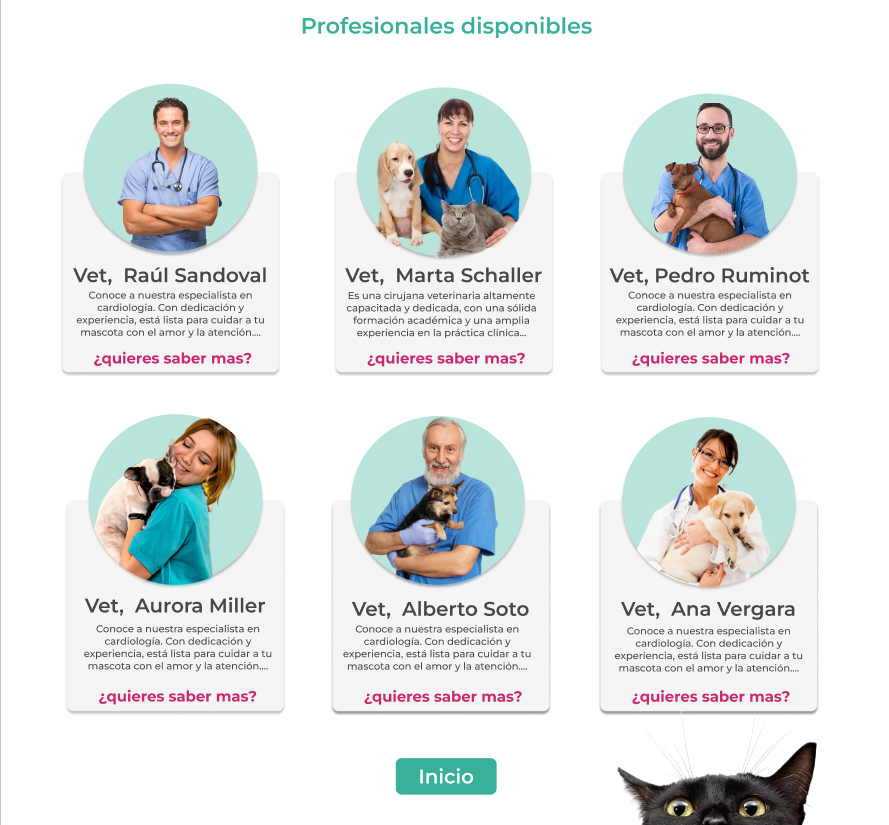 Profesionales disponibles
Vet, Raúl Sandoval
Conoce a nuestra especialista en
cardiología. Con dedicación y
experiencia, está lista para cuidar a tu
mascota con el amor y la atención....
¿quieres saber mas?
Vet, Marta Schaller
Es una cirujana veterinaria altamente
capacitada y dedicada, con una sólida
formación académica y una amplia
experiencia en la práctica clínica...
¿quieres saber mas?
Vet, Pedro Ruminot
Conoce a nuestra especialista en
cardiología. Con dedicación y
experiencia, está lista para cuidar a tu
mascota con el amor y la atención....
¿quieres saber mas?
Vet, Aurora Miller
Conoce a nuestra especialista en
cardiología. Con dedicación y
experiencia, está lista para cuidar a tu
mascota con el amor y la atención....
¿quieres saber mas?
Vet, Alberto Soto
Conoce a nuestra especialista en
cardiología. Con dedicación y
experiencia, está lista para cuidar a tu
mascota con el amor y la atención....
¿quieres saber mas?
Vet, Ana Vergara
Conoce a nuestra especialista en
cardiología. Con dedicación y
experiencia, está lista para cuidar a tu
mascota con el amor y la atención....
¿quieres saber mas?
Inicio